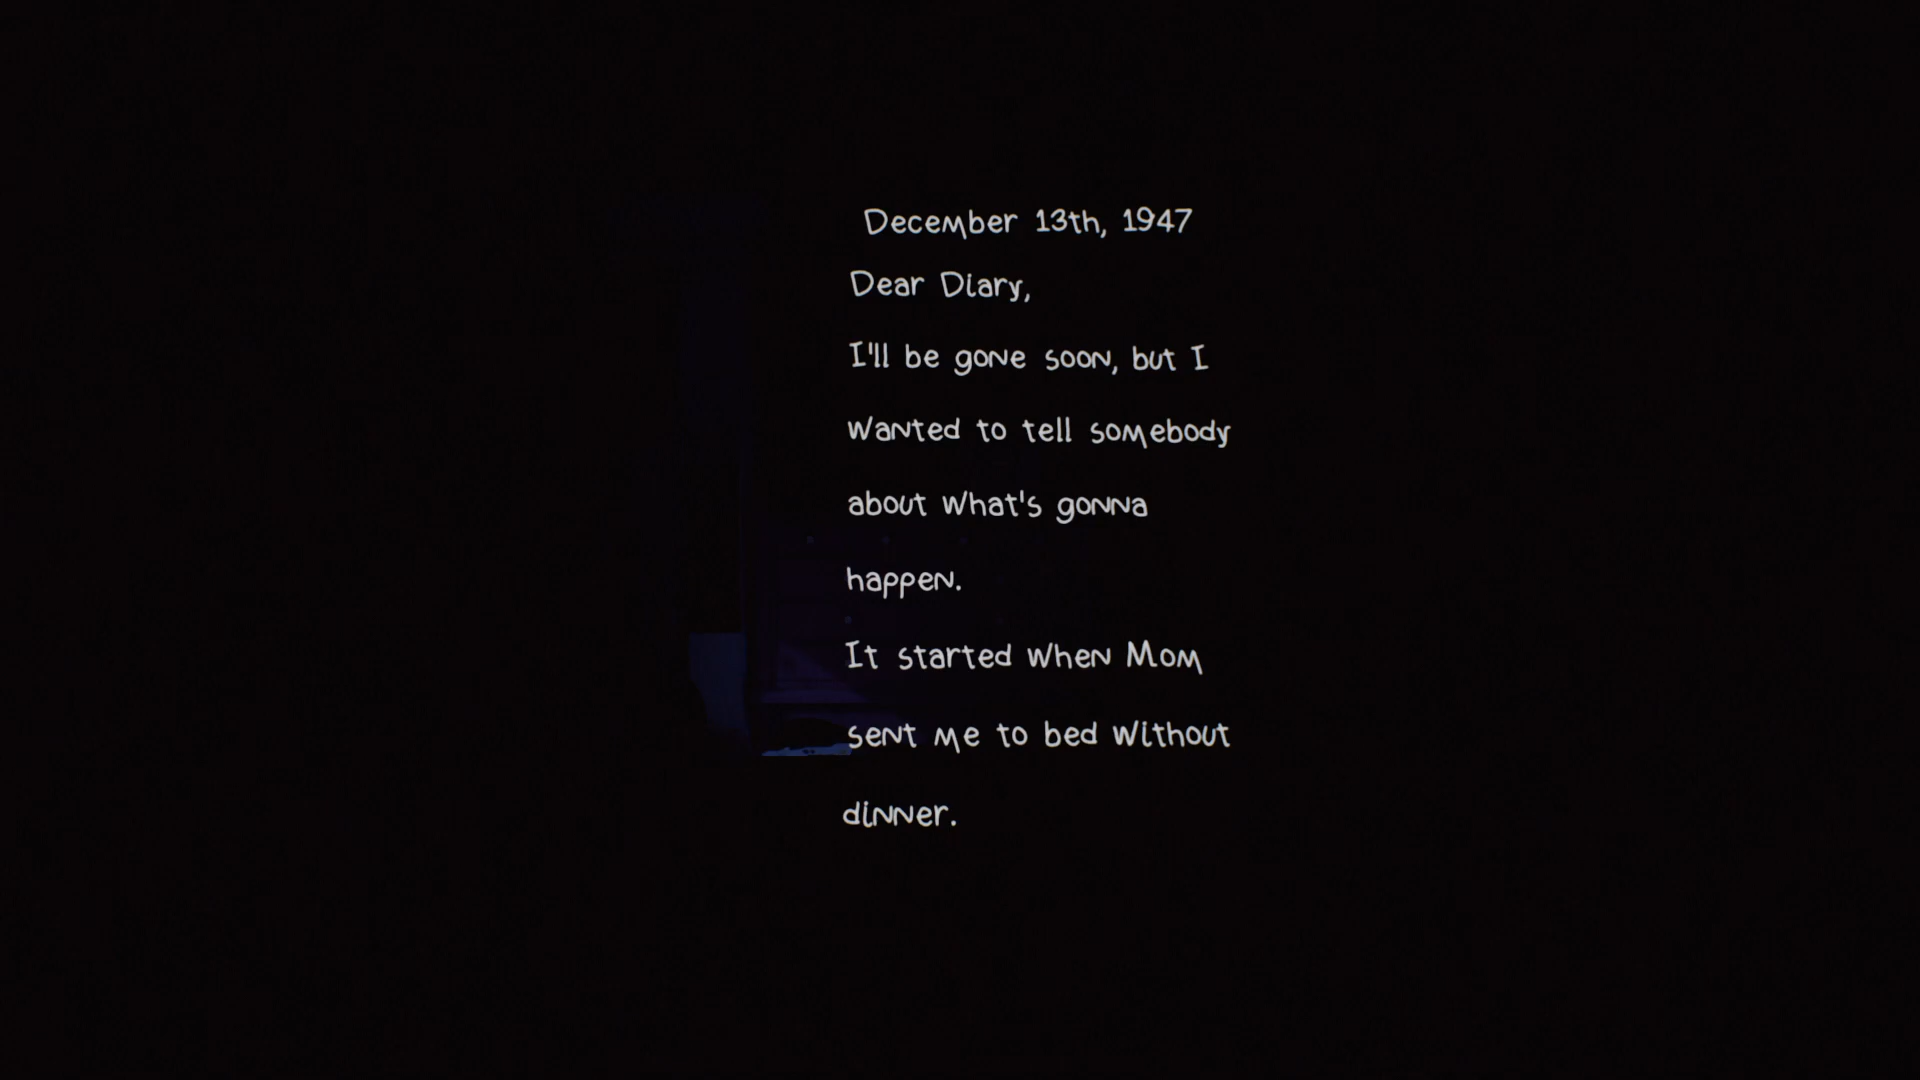 December 13th, 1947
Dear Diary,
I'll be gone soon, but I
wanted to tell somebody
about what's gonna
happen.
It started when Mom
sent me to bed without
dinner.